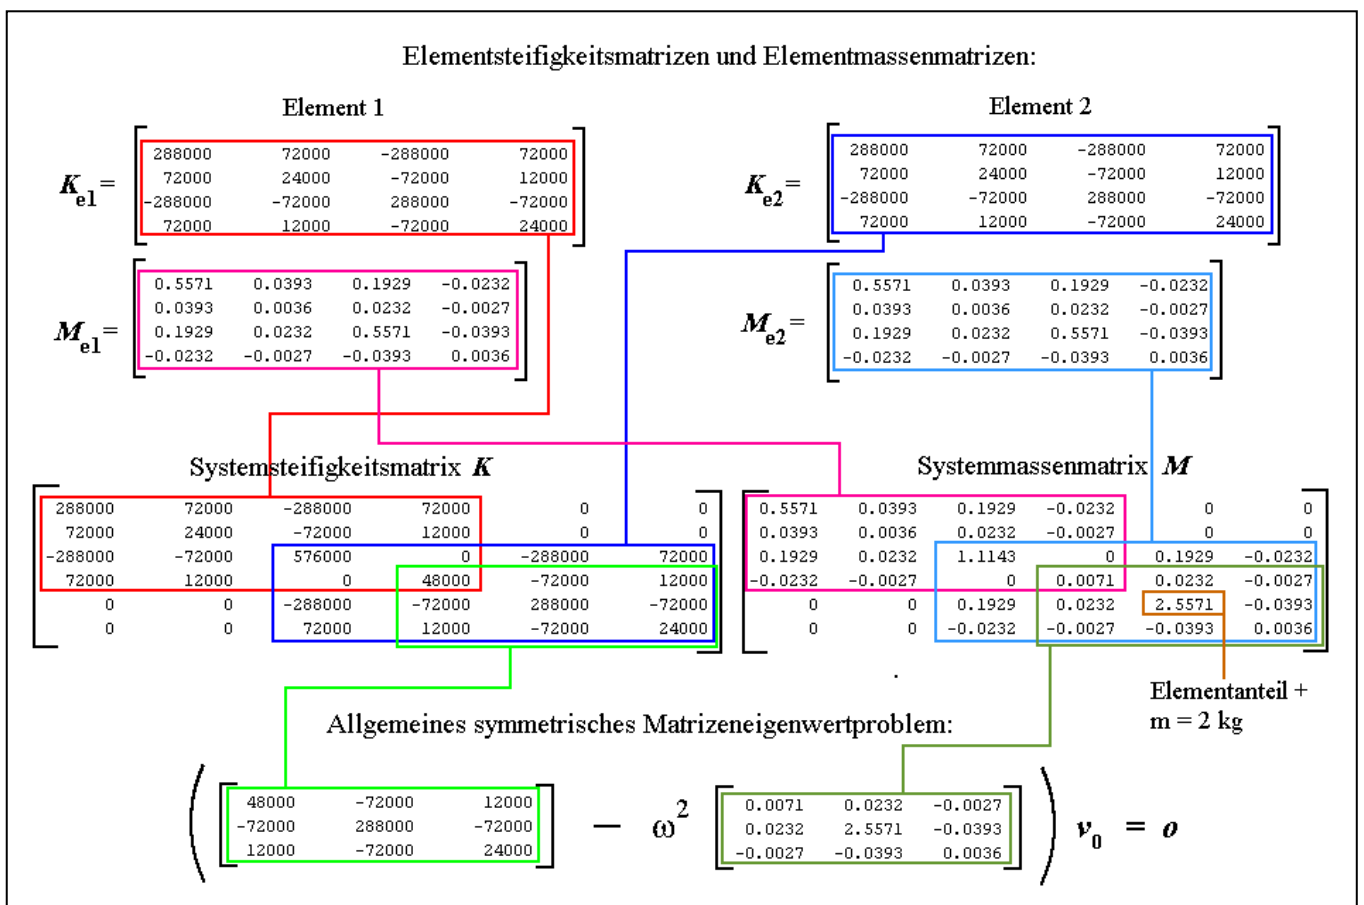 Elementsteifigkeitsmatrizen und Elementmassenmatrizen:
Element 1
Element 2
K e1 =
288000 72000 -288000 72000
72000 24000 -72000 12000
-288000 -72000 288000 -72000
72000 12000 -72000 24000
K e2 =
288000 72000 -288000 72000
72000 24000 -72000 12000
-288000 -72000 288000 -72000
72000 12000 -72000 24000
M e1 =
0.5571 0.0393 0.1929 -0.0232
0.0393 0.0036 0.0232 -0.0027
0.1929 0.0232 0.5571 -0.0393
-0.0232 -0.0027 -0.0393 0.0036
M e2 =
0.5571 0.0393 0.1929 -0.0232
0.0393 0.0036 0.0232 -0.0027
0.1929 0.0232 0.5571 -0.0393
-0.0232 -0.0027 -0.0393 0.0036
Systemsteifigkeitsmatrix K
288000 72000 -288000 72000 0 0
72000 24000 -72000 12000 0 0
-288000 -72000 576000 0 -288000 72000
72000 12000 0 48000 -72000 12000
0 0 -288000 -72000 288000 -72000
0 0 72000 12000 -72000 24000
Systemmassenmatrix M
0.5571 0.0393 0.1929 -0.0232 0 0
0.0393 0.0036 0.0232 -0.0027 0 0
0.1929 0.0232 1.1143 0 0.1929 -0.0232
-0.0232 -0.0027 0 0.0071 0.0232 -0.0027
0 0 0.1929 0.0232 2.5571 -0.0393
0 0 -0.0232 -0.0027 -0.0393 0.0036
Elementanteil +
m = 2 kg
Allgemeines symmetrisches Matrizeneigenwertproblem:
48000 -72000 12000
-72000 288000 -72000
12000 -72000 24000
− ω²
0.0071 0.0232 -0.0027
0.0232 2.5571 -0.0393
-0.0027 -0.0393 0.0036
v₀ = o